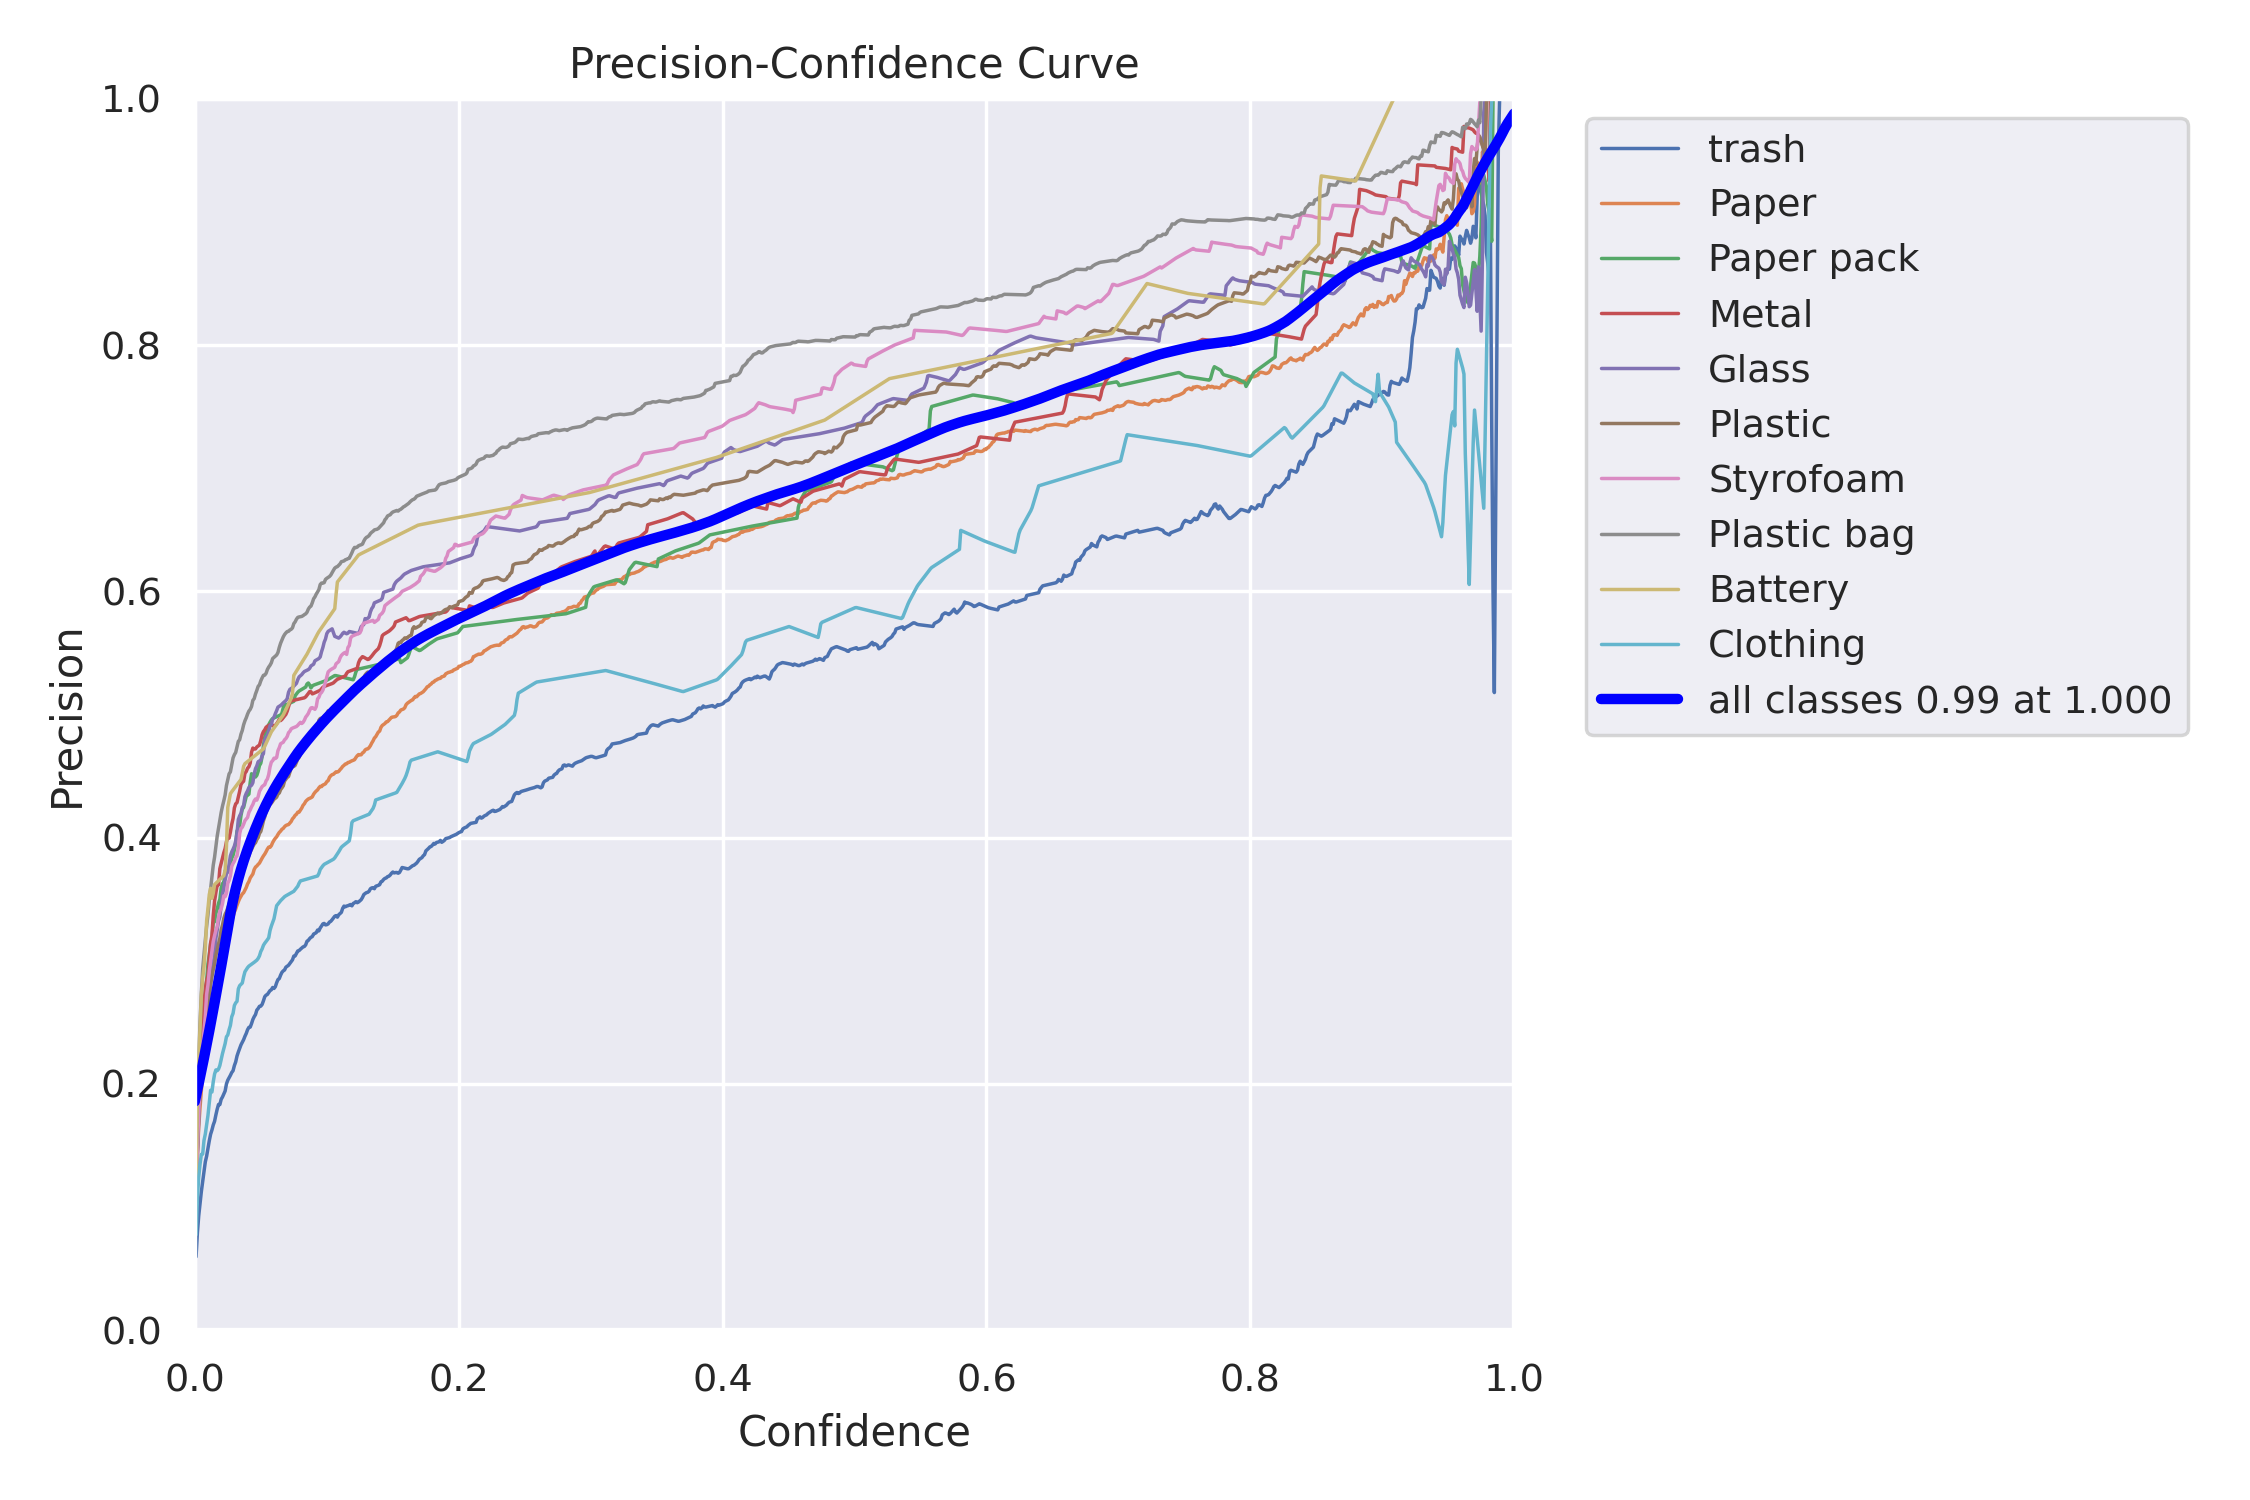 Precision-Confidence Curve
1.0
0.8
0.6
0.4
0.2
0.0
Precision
0.0 0.2 0.4 0.6 0.8 1.0
Confidence
trash
Paper
Paper pack
Metal
Glass
Plastic
Styrofoam
Plastic bag
Battery
Clothing
all classes 0.99 at 1.000